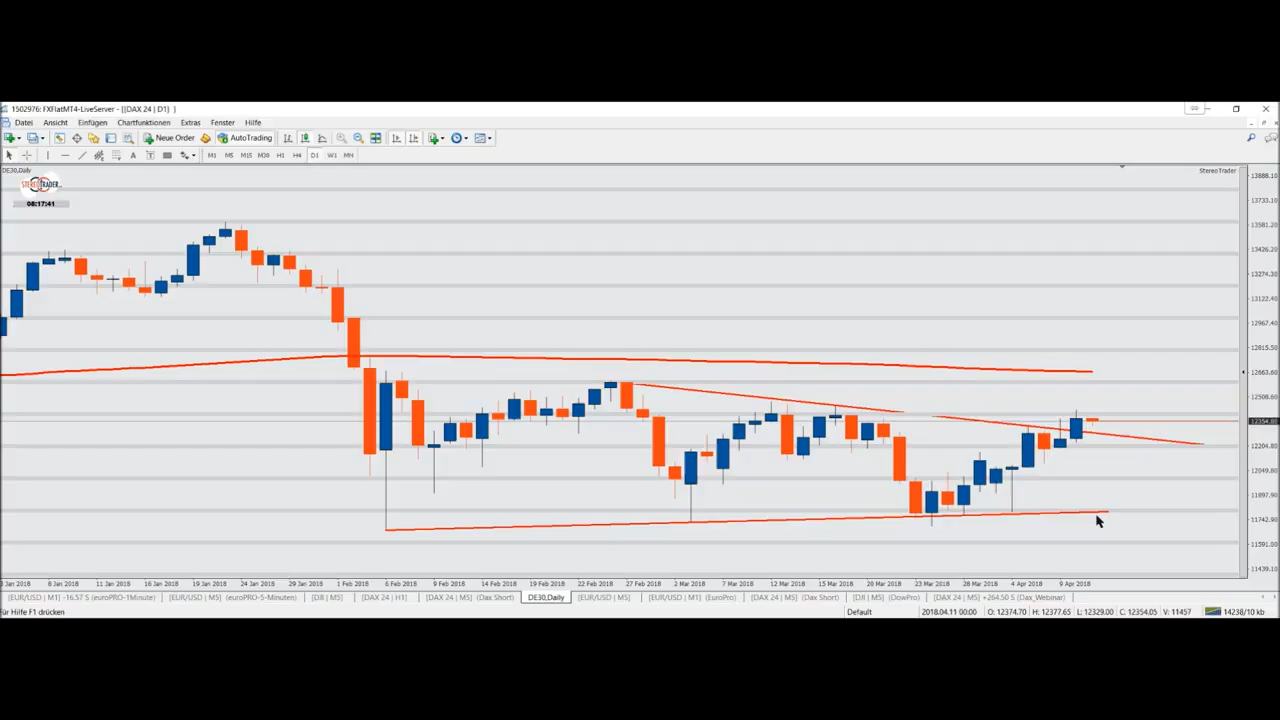 1502976: FXFlatMT4-LiveServer - [[DAX 24 | D1] ]
Datei Ansicht Einfügen Chartfunktionen Extras Fenster Hilfe
New Order AutoTrading
A T M1 M5 M15 M30 H1 H4 D1 W1 MN
DE30,Daily StereoTrader
STEREOTRADER
08:17:41
13888.10
13733.10
13581.20
13426.20
13274.30
13122.40
12967.40
12815.50
12663.60
12508.60
12354.80
12204.80
12049.80
11897.90
11742.90
11591.00
11439.10
3 Jan 2018 8 Jan 2018 11 Jan 2018 16 Jan 2018 19 Jan 2018 24 Jan 2018 29 Jan 2018 1 Feb 2018 6 Feb 2018 9 Feb 2018 14 Feb 2018 19 Feb 2018 22 Feb 2018 27 Feb 2018 2 Mar 2018 7 Mar 2018 12 Mar 2018 15 Mar 2018 20 Mar 2018 23 Mar 2018 28 Mar 2018 4 Apr 2018 9 Apr 2018
[EUR/USD | M1] -16.57 S (euroPRO-1Minute) [EUR/USD | M5] (euroPRO-5-Minuten) [DJI | M5] [DAX 24 | H1] [DAX 24 | M5] (Dax Short) DE30,Daily [EUR/USD | M5] [EUR/USD | M1] (EuroPro) [DAX 24 | M5] (Dax Short) [DJI | M5] (DowPro) [DAX 24 | M5] +264.50 S (Dax_Webinar)
ür Hilfe F1 drücken Default 2018.04.11 00:00 O: 12374.70 H: 12377.65 L: 12329.00 C: 12354.05 V: 11457 14238/10 kb